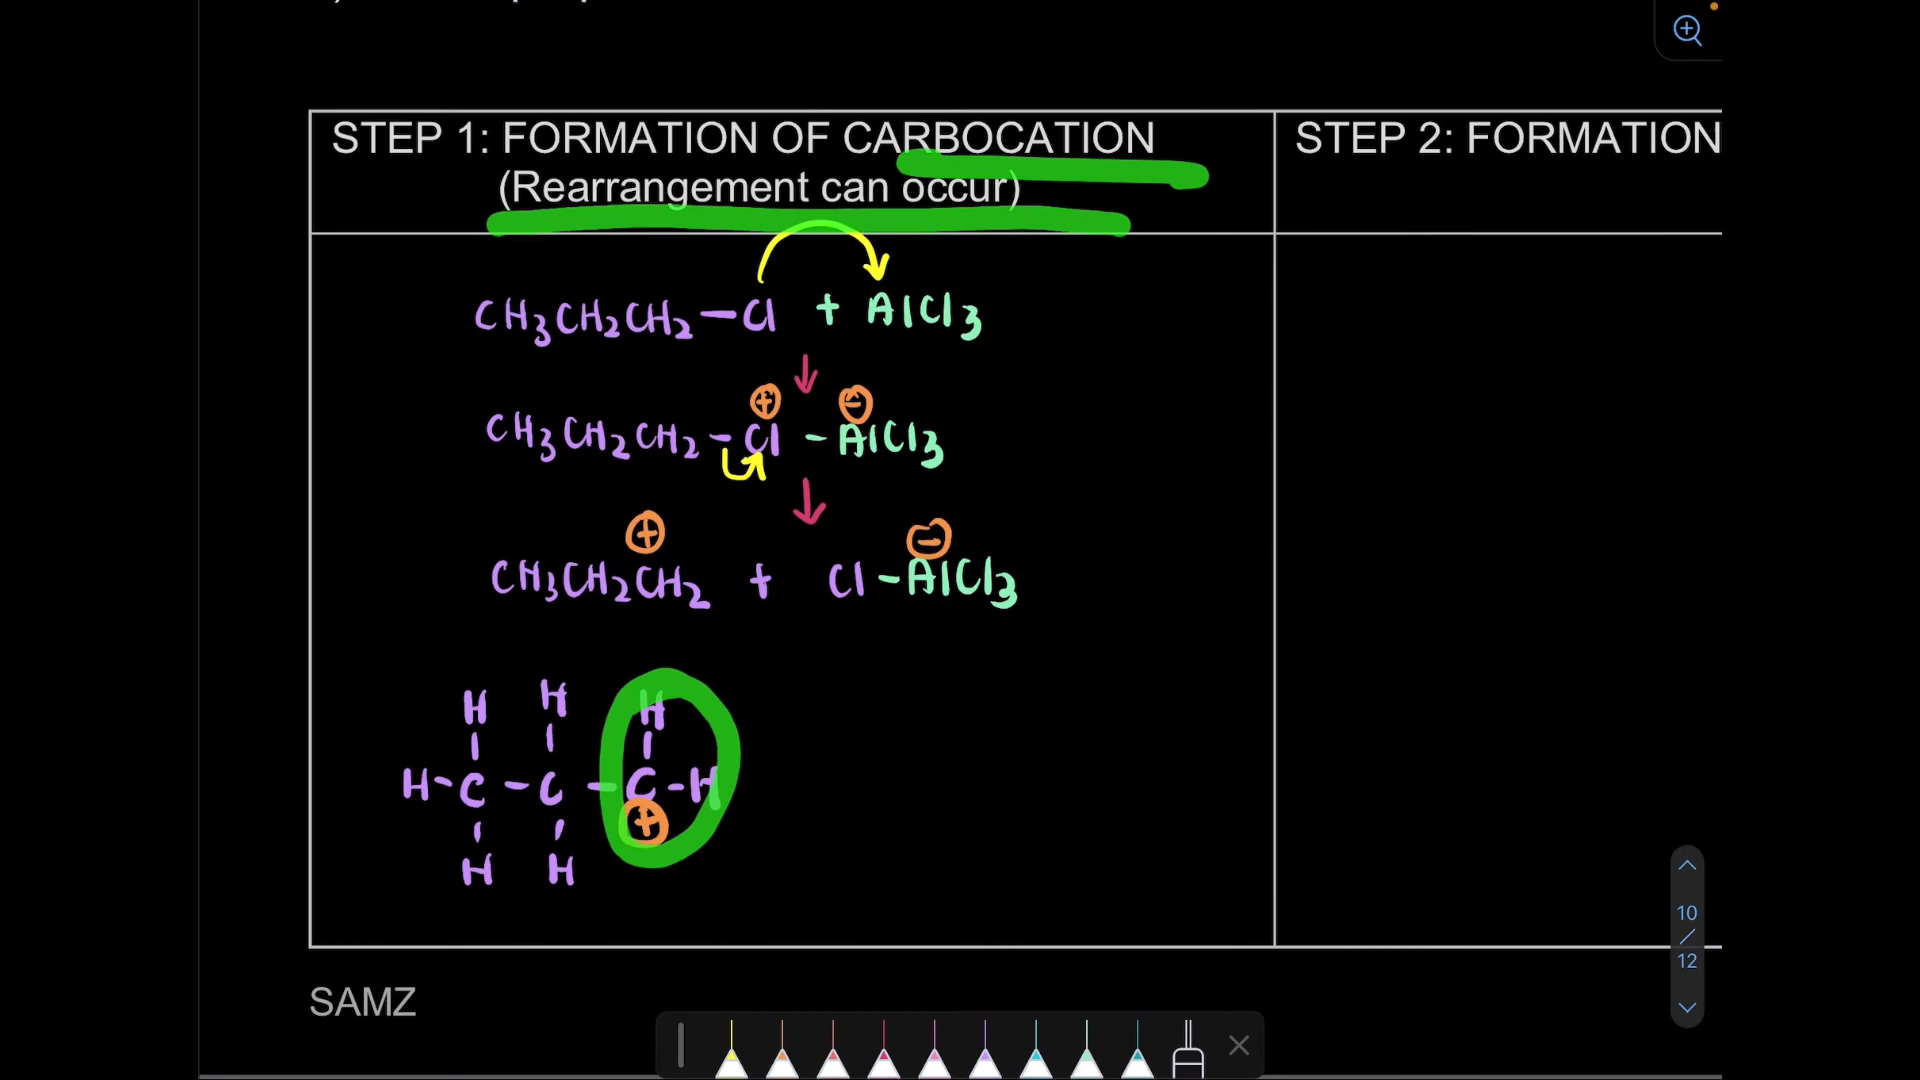 STEP 1: FORMATION OF CARBOCATION
(Rearrangement can occur)
STEP 2: FORMATION
CH3CH2CH2-Cl + AlCl3
⊕ ⊖
CH3CH2CH2-Cl-AlCl3
⊕ ⊖
CH3CH2CH2 + Cl-AlCl3
H H H
H-C-C-C-H
⊕
H H
SAMZ
10
/
12